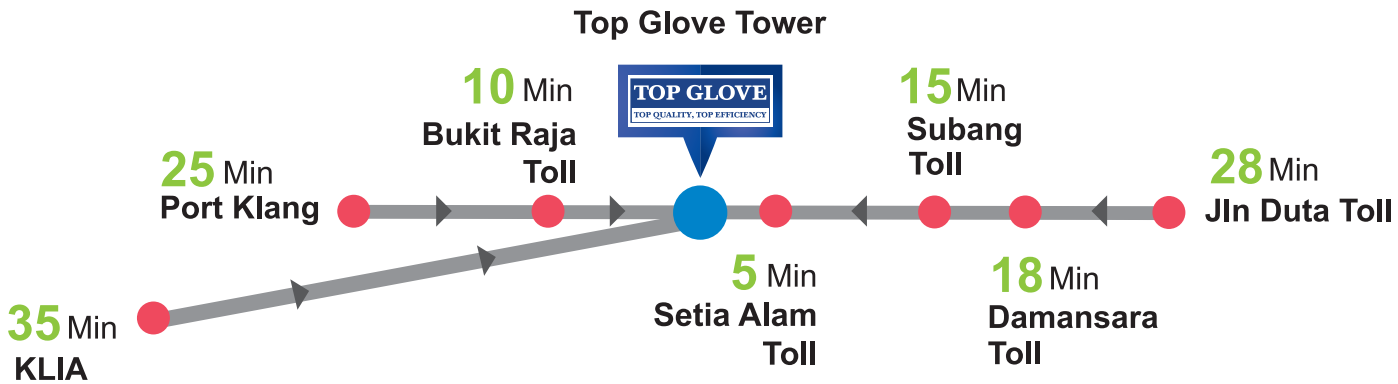 Top Glove Tower
TOP GLOVE
TOP QUALITY, TOP EFFICIENCY
10 Min
Bukit Raja
Toll
15 Min
Subang
Toll
25 Min
Port Klang
28 Min
Jln Duta Toll
5 Min
Setia Alam
Toll
18 Min
Damansara
Toll
35 Min
KLIA